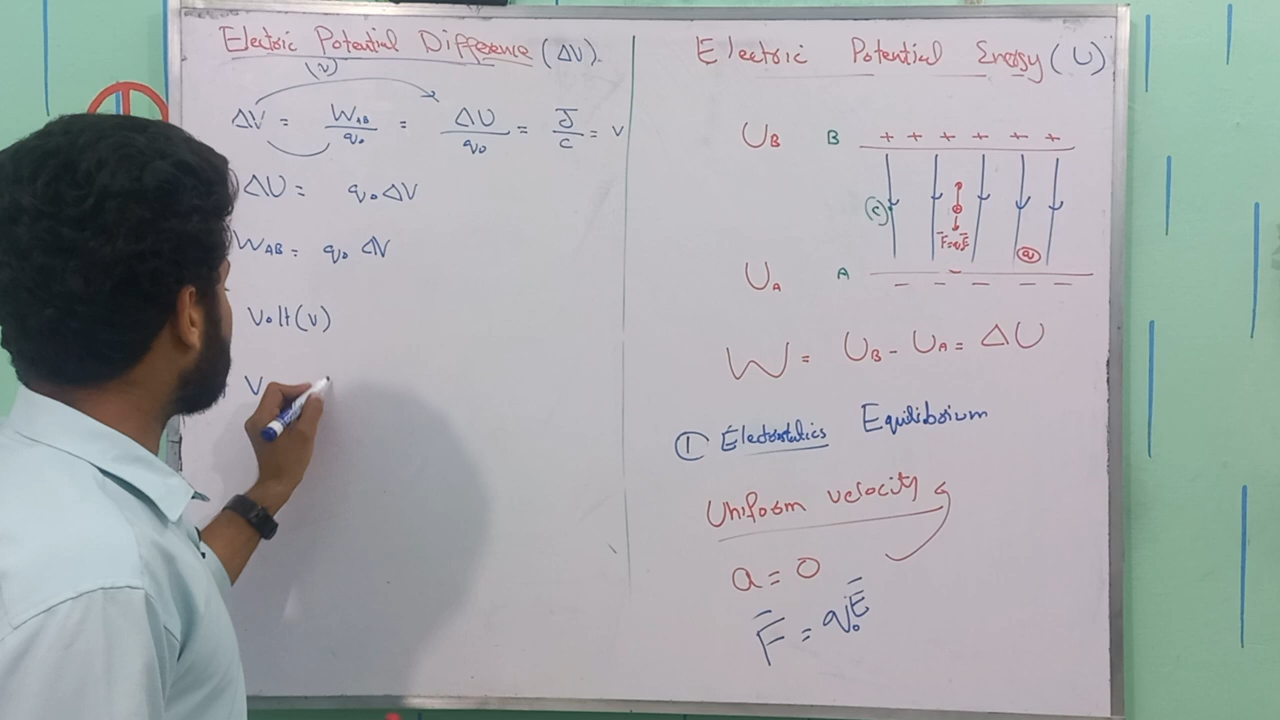 Electric Potential Difference (ΔV).
(v)
ΔV = W_AB/q₀ = ΔU/q₀ = J/C = V
ΔU = q₀ ΔV
W_AB = q₀ ΔV
Volt(v)
V
Electric Potential Energy (U)
U_B B + + + + + +
(E)
F̅=q₀E̅
q
U_A A − − − − −
W = U_B - U_A = ΔU
① Electrostatics Equilibrium
Uniform velocity
a = 0
F̅ = q₀E̅